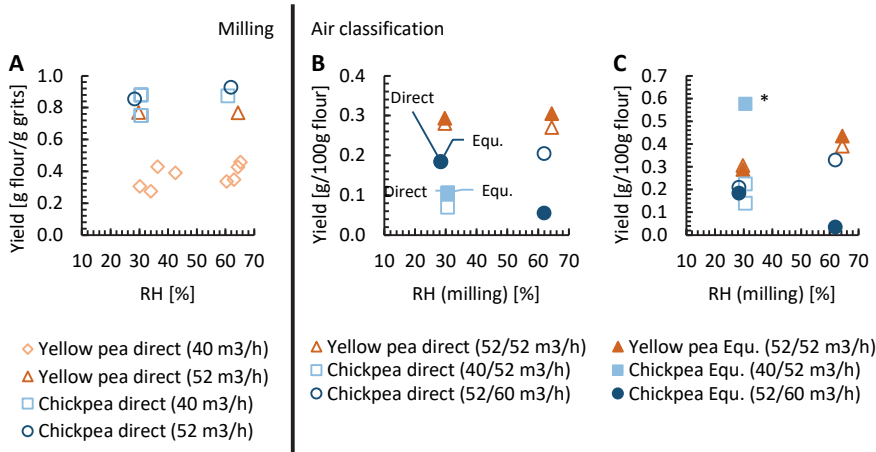 Milling
Air classification
A
B
C
Yield [g flour/g grits]
1.0
0.8
0.6
0.4
0.2
0.0
10 20 30 40 50 60 70
RH [%]
Yield [g/100g flour]
0.4
0.3
0.2
0.1
0.0
Direct
Equ.
Direct
Equ.
10 20 30 40 50 60 70
RH (milling) [%]
Yield [g/100g flour]
0.7
0.6
0.5
0.4
0.3
0.2
0.1
0.0
*
10 20 30 40 50 60 70
RH (milling) [%]
Yellow pea direct (40 m3/h)
Yellow pea direct (52 m3/h)
Chickpea direct (40 m3/h)
Chickpea direct (52 m3/h)
Yellow pea direct (52/52 m3/h)
Chickpea direct (40/52 m3/h)
Chickpea direct (52/60 m3/h)
Yellow pea Equ. (52/52 m3/h)
Chickpea Equ. (40/52 m3/h)
Chickpea Equ. (52/60 m3/h)